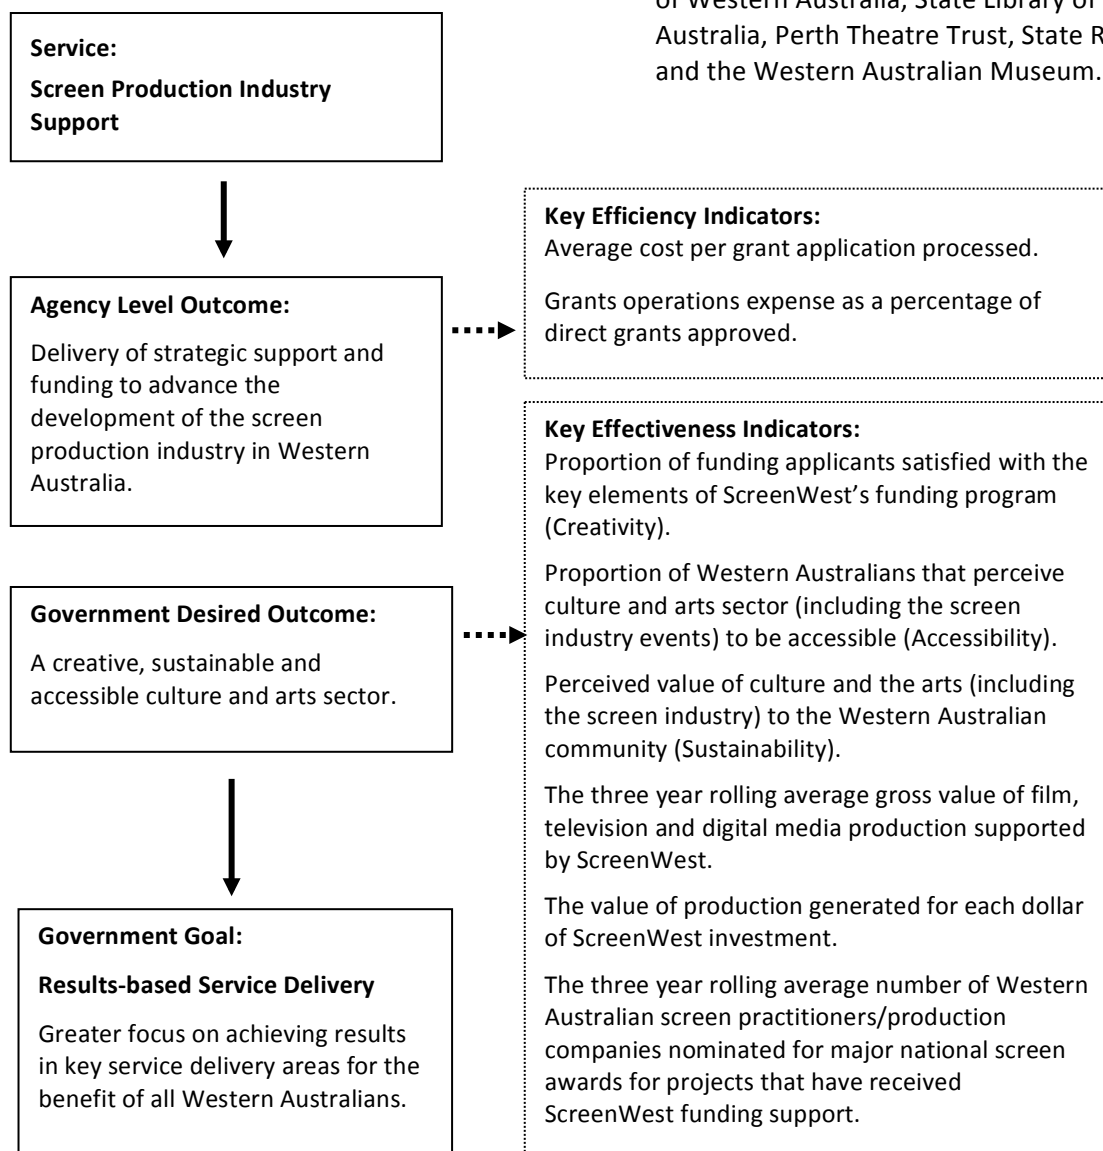 of Western Australia, State Library of
Australia, Perth Theatre Trust, State R
and the Western Australian Museum.
Service:
Screen Production Industry
Support
Agency Level Outcome:
Delivery of strategic support and
funding to advance the
development of the screen
production industry in Western
Australia.
Key Efficiency Indicators:
Average cost per grant application processed.
Grants operations expense as a percentage of
direct grants approved.
Government Desired Outcome:
A creative, sustainable and
accessible culture and arts sector.
Key Effectiveness Indicators:
Proportion of funding applicants satisfied with the
key elements of ScreenWest’s funding program
(Creativity).
Proportion of Western Australians that perceive
culture and arts sector (including the screen
industry events) to be accessible (Accessibility).
Perceived value of culture and the arts (including
the screen industry) to the Western Australian
community (Sustainability).
The three year rolling average gross value of film,
television and digital media production supported
by ScreenWest.
The value of production generated for each dollar
of ScreenWest investment.
The three year rolling average number of Western
Australian screen practitioners/production
companies nominated for major national screen
awards for projects that have received
ScreenWest funding support.
Government Goal:
Results-based Service Delivery
Greater focus on achieving results
in key service delivery areas for the
benefit of all Western Australians.